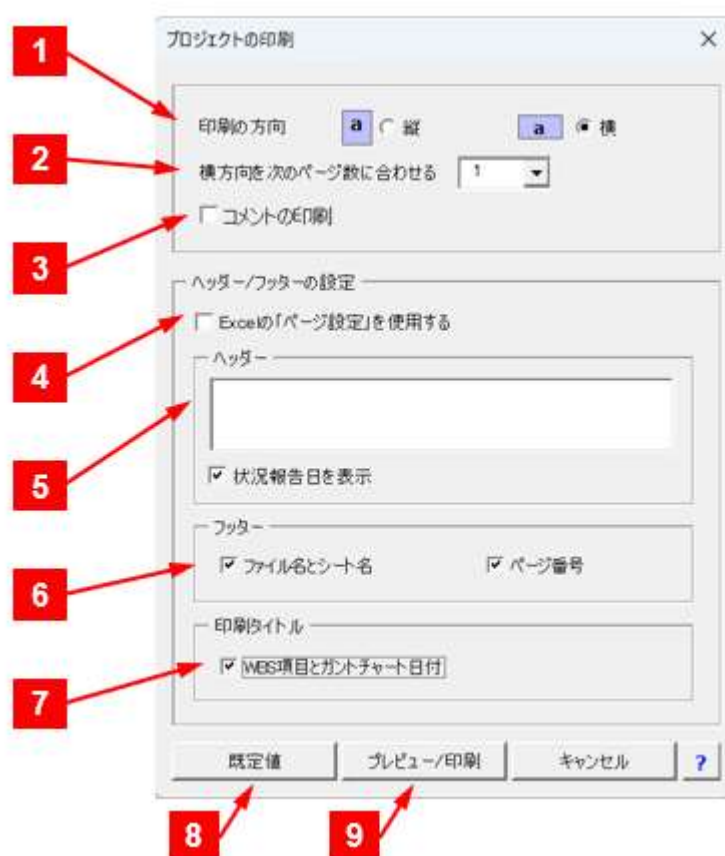 プロジェクトの印刷
1
印刷の方向 a 縦 a 横
2
横方向を次のページ数に合わせる 1
コメントの印刷
3
ヘッダー/フッターの設定
Excelの「ページ設定」を使用する
4
ヘッダー
5
状況報告日を表示
フッター
ファイル名とシート名 ページ番号
6
印刷タイトル
WBS項目とガントチャート日付
7
既定値 プレビュー/印刷 キャンセル ?
8 9